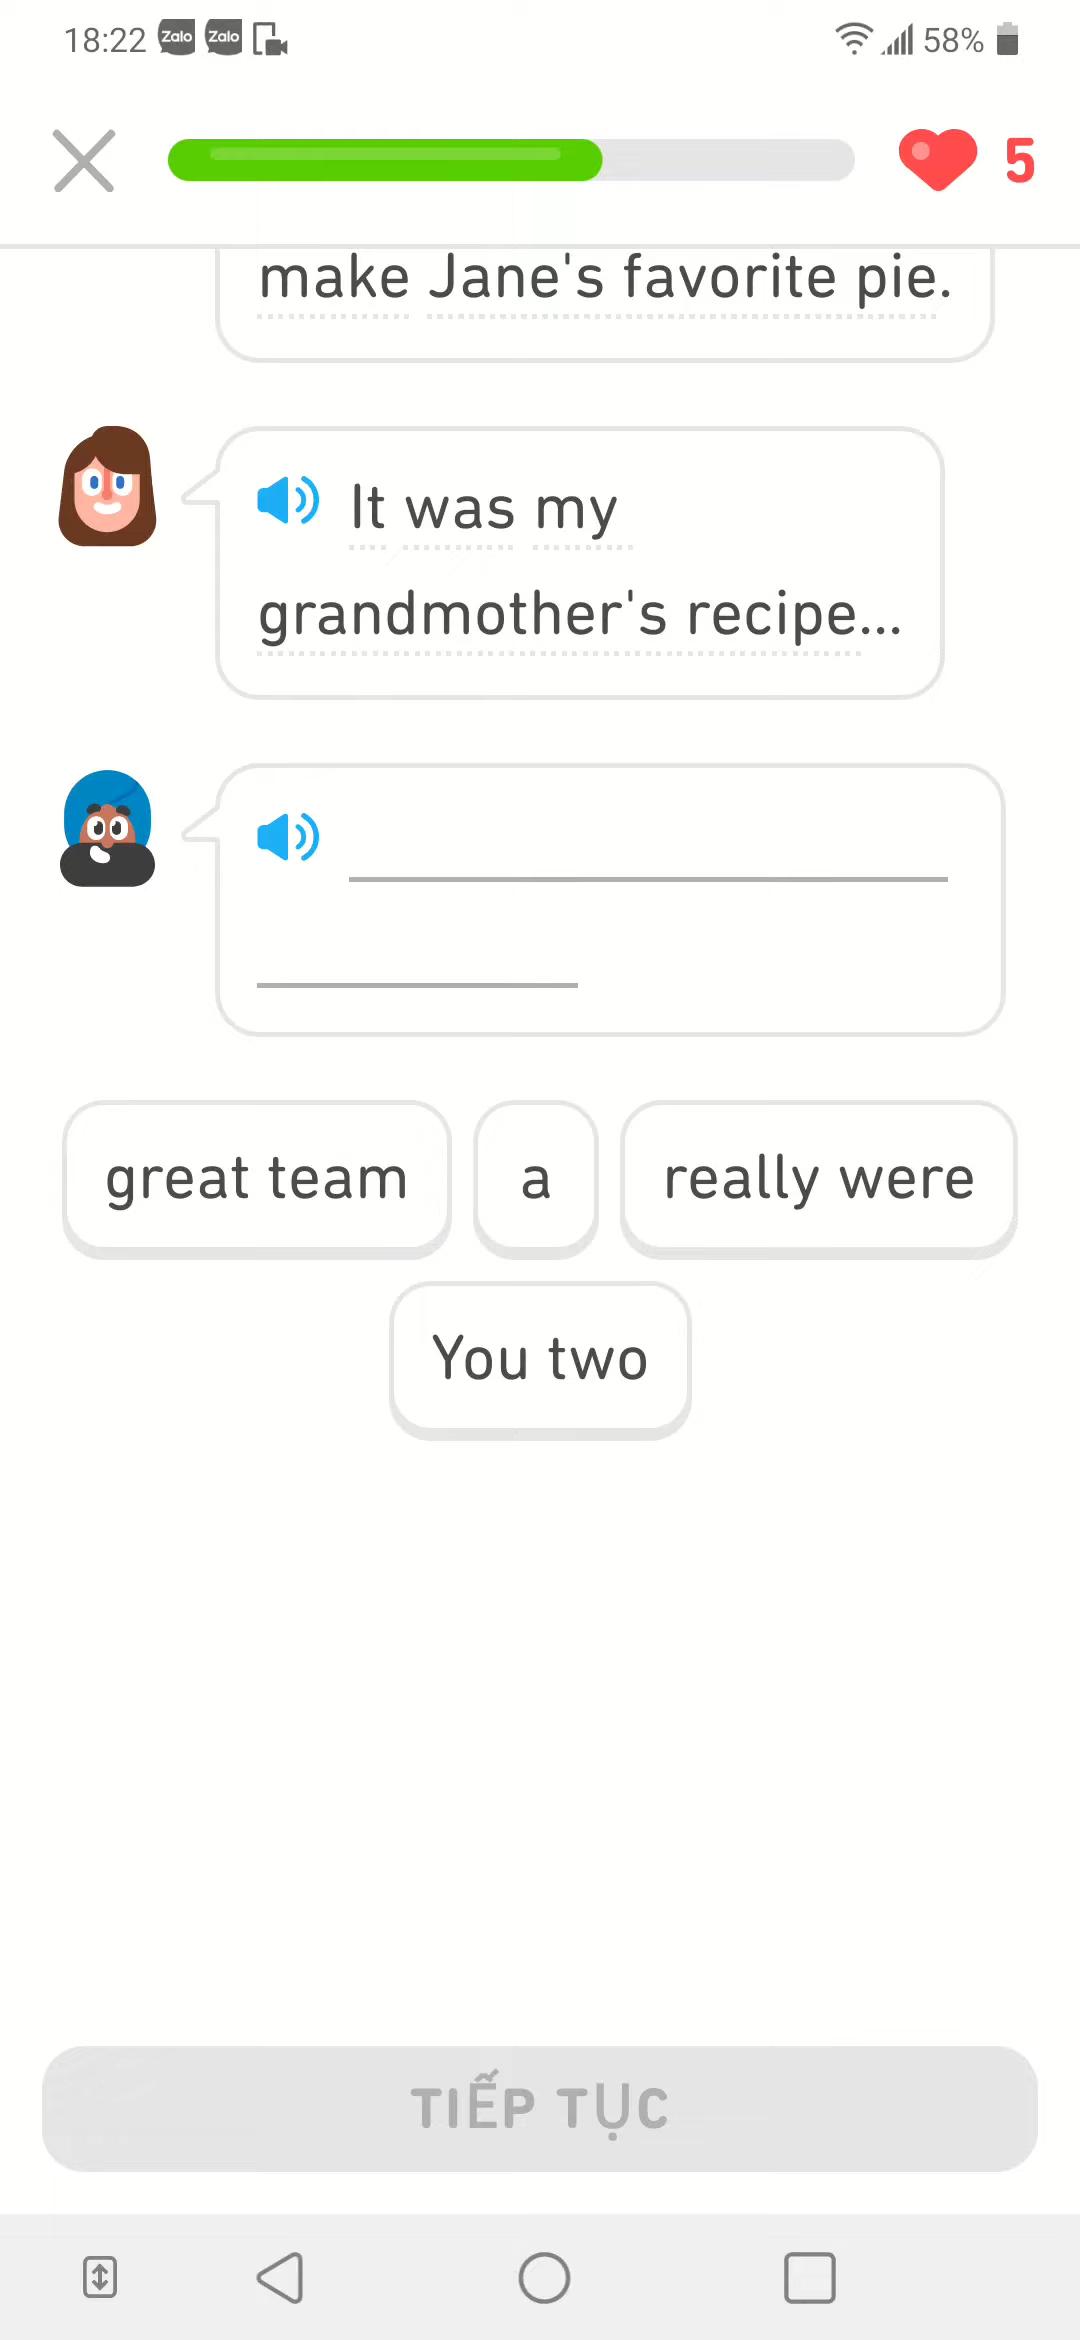 18:22 Zalo Zalo 58%
5
make Jane's favorite pie.
It was my
grandmother's recipe...
great team a really were
You two
TIẾP TỤC